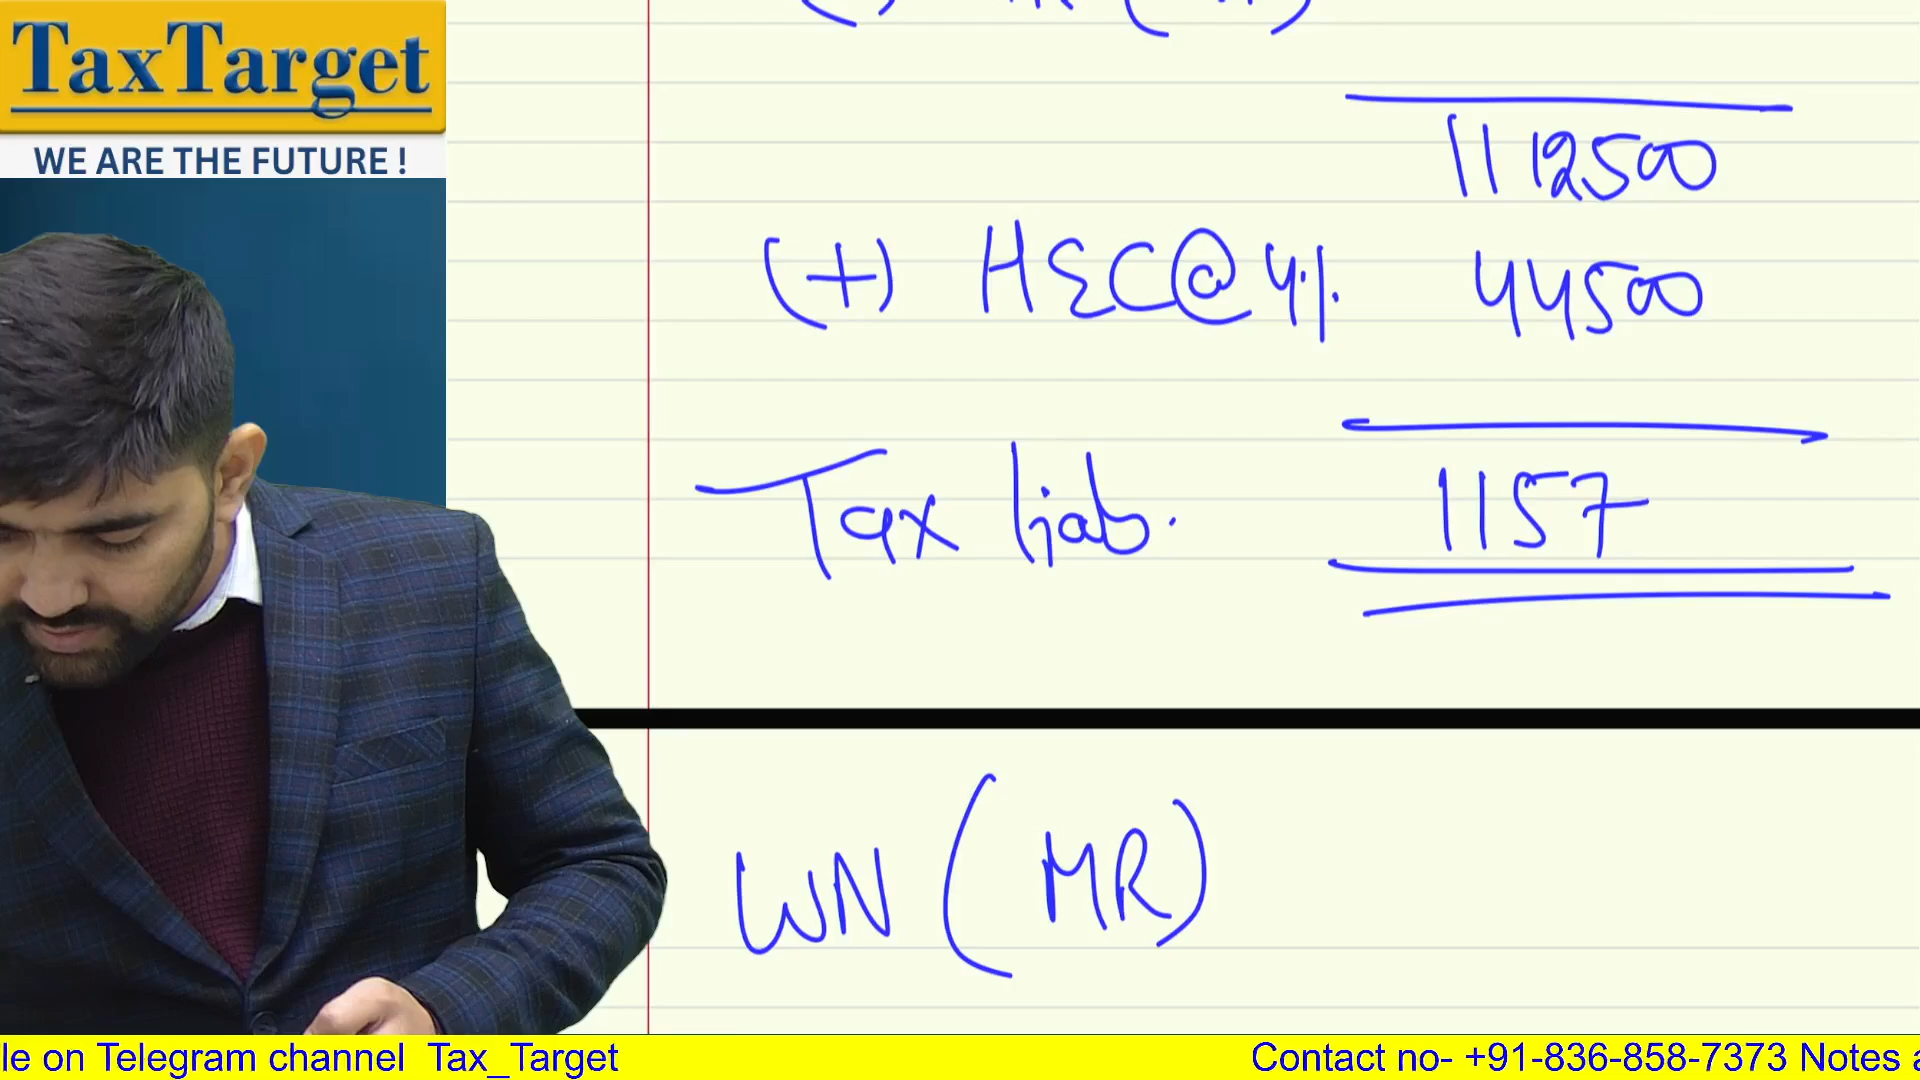 TaxTarget
WE ARE THE FUTURE !
1112500
(+) HEC@4% 44500
Tax liab. 1157
WN (MR)
le on Telegram channel Tax_Target Contact no- +91-836-858-7373 Notes a